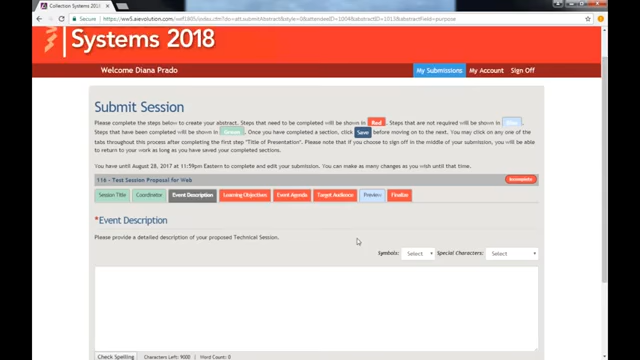 Collection Systems 2018
Secure
https://ww5.aievolution.com/wef1801/index.cfm?do=abt.submitAbstract&style=0&attendeeID=1004&abstractID=1013&abstractField=purpose
Systems 2018
Welcome Diana Prado
My Submissions
My Account
Sign Off
Submit Session
Please complete the steps below to create your abstract. Steps that need to be completed will be shown in Red. Steps that are not required will be shown in Blue.
Steps that have been completed will be shown in Green. Once you have completed a section, click Save before moving on to the next. You may click on any one of the
tabs throughout this process after completing the first step "Title of Presentation". Please note that if you choose to sign off in the middle of your submission, you will be able
to return to your work as long as you have saved your completed sections.
You have until August 28, 2017 at 11:59pm Eastern to complete and edit your submission. You can make as many changes as you wish until that time.
116 - Test Session Proposal for Web
Incomplete
Session Title
Coordinator
Event Description
Learning Objectives
Event Agenda
Target Audience
Preview
Finalize
*Event Description
Please provide a detailed description of your proposed Technical Session.
Symbols: Select
Special Characters: Select
Check Spelling
Characters Left: 9000
Word Count: 0